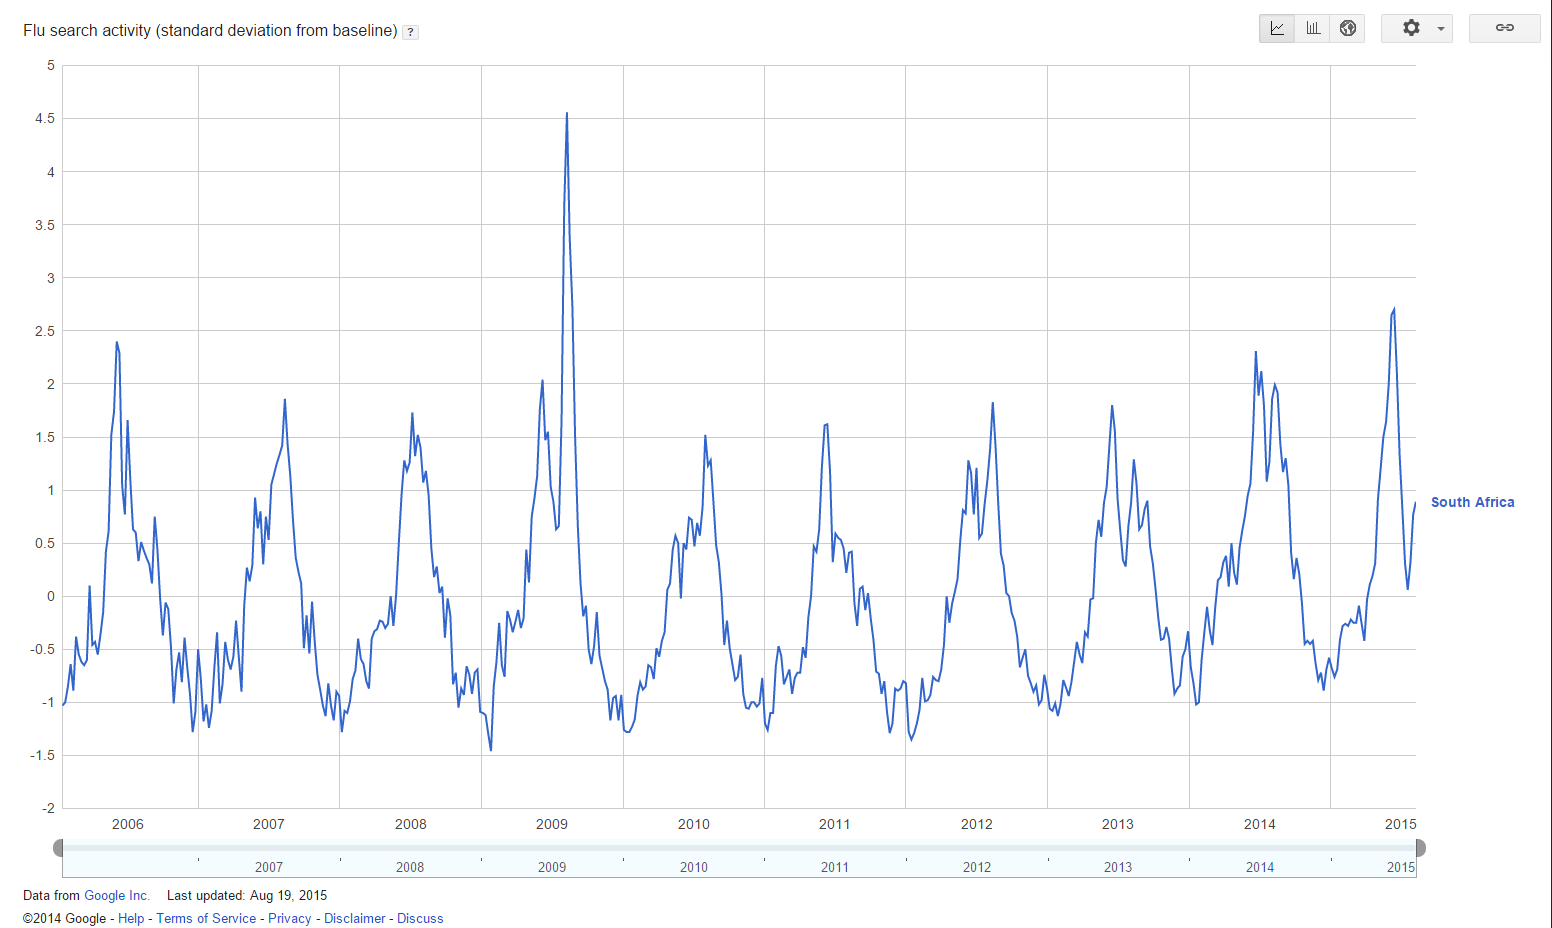 Flu search activity (standard deviation from baseline) ?
5
4.5
4
3.5
3
2.5
2
1.5
1
South Africa
0.5
0
-0.5
-1
-1.5
-2
2006 2007 2008 2009 2010 2011 2012 2013 2014 2015
2007 2008 2009 2010 2011 2012 2013 2014 2015
Data from Google Inc. Last updated: Aug 19, 2015
©2014 Google - Help - Terms of Service - Privacy - Disclaimer - Discuss